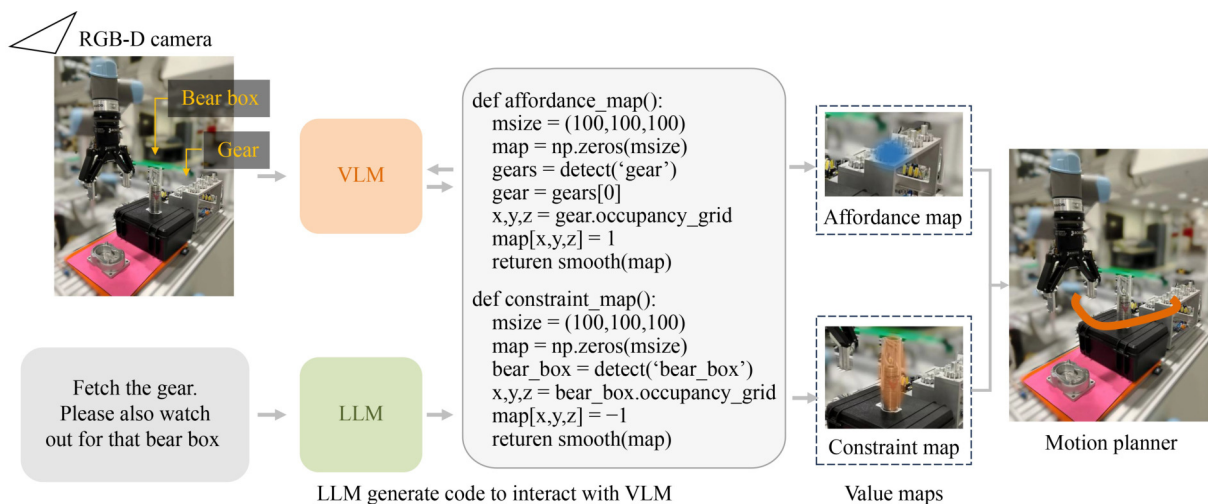 RGB-D camera
Bear box
Gear
VLM
Fetch the gear.
Please also watch
out for that bear box
LLM
def affordance_map():
msize = (100,100,100)
map = np.zeros(msize)
gears = detect(‘gear’)
gear = gears[0]
x,y,z = gear.occupancy_grid
map[x,y,z] = 1
returen smooth(map)
def constraint_map():
msize = (100,100,100)
map = np.zeros(msize)
bear_box = detect(‘bear_box’)
x,y,z = bear_box.occupancy_grid
map[x,y,z] = −1
returen smooth(map)
LLM generate code to interact with VLM
Affordance map
Constraint map
Value maps
Motion planner